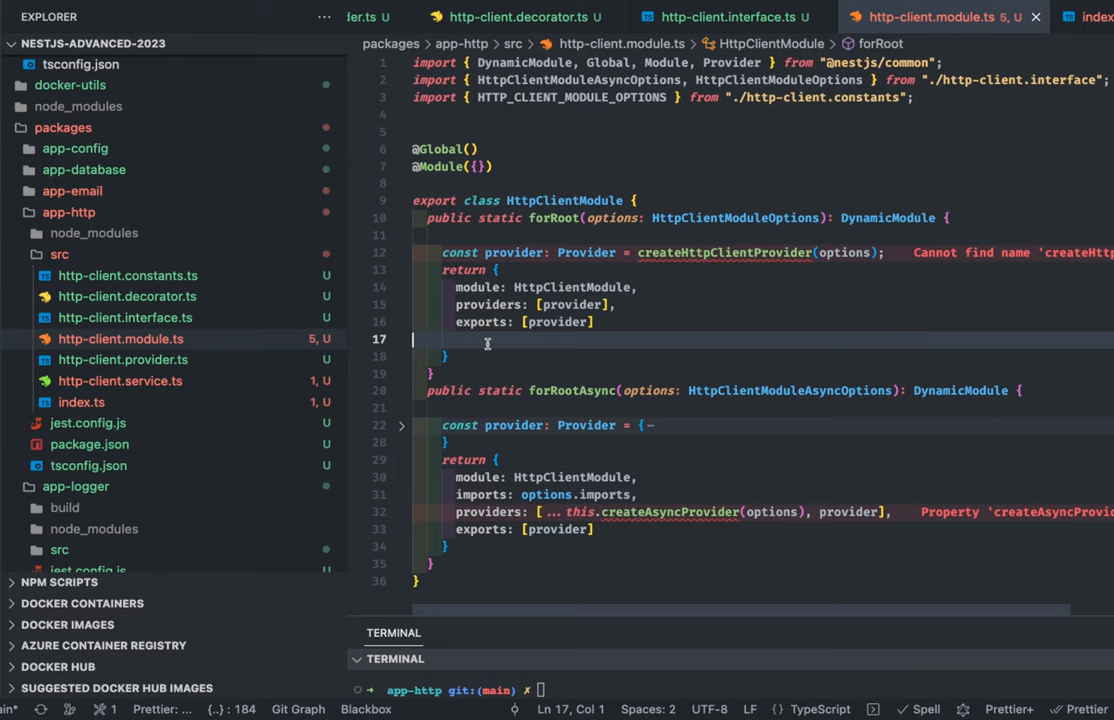 EXPLORER
NESTJS-ADVANCED-2023
tsconfig.json
docker-utils U
node_modules
packages
app-config
app-database
app-email
app-http
node_modules
src
http-client.constants.ts U
http-client.decorator.ts U
http-client.interface.ts U
http-client.module.ts 5, U
http-client.provider.ts U
http-client.service.ts 1, U
index.ts 1, U
jest.config.js U
package.json U
tsconfig.json U
app-logger
build
node_modules
src
jest.config.js U
NPM SCRIPTS
DOCKER CONTAINERS
DOCKER IMAGES
AZURE CONTAINER REGISTRY
DOCKER HUB
SUGGESTED DOCKER HUB IMAGES
der.ts U http-client.decorator.ts U http-client.interface.ts U http-client.module.ts 5, U index
packages > app-http > src > http-client.module.ts > HttpClientModule > forRoot
1 import { DynamicModule, Global, Module, Provider } from "@nestjs/common";
2 import { HttpClientModuleAsyncOptions, HttpClientModuleOptions } from "./http-client.interface";
3 import { HTTP_CLIENT_MODULE_OPTIONS } from "./http-client.constants";
4
5
6 @Global()
7 @Module({})
8
9 export class HttpClientModule {
10 public static forRoot(options: HttpClientModuleOptions): DynamicModule {
11
12 const provider: Provider = createHttpClientProvider(options); Cannot find name 'createHttp
13 return {
14 module: HttpClientModule,
15 providers: [provider],
16 exports: [provider]
17
18 }
19 }
20 public static forRootAsync(options: HttpClientModuleAsyncOptions): DynamicModule {
21
22 const provider: Provider = {⋯
28 }
29 return {
30 module: HttpClientModule,
31 imports: options.imports,
32 providers: [...this.createAsyncProvider(options), provider], Property 'createAsyncProvid
33 exports: [provider]
34 }
35 }
36 }
TERMINAL
TERMINAL
app-http git:(main) ✗
ain* 1 Prettier: ... {..} : 184 Git Graph Blackbox Ln 17, Col 1 Spaces: 2 UTF-8 LF {} TypeScript Spell Prettier+ Prettier